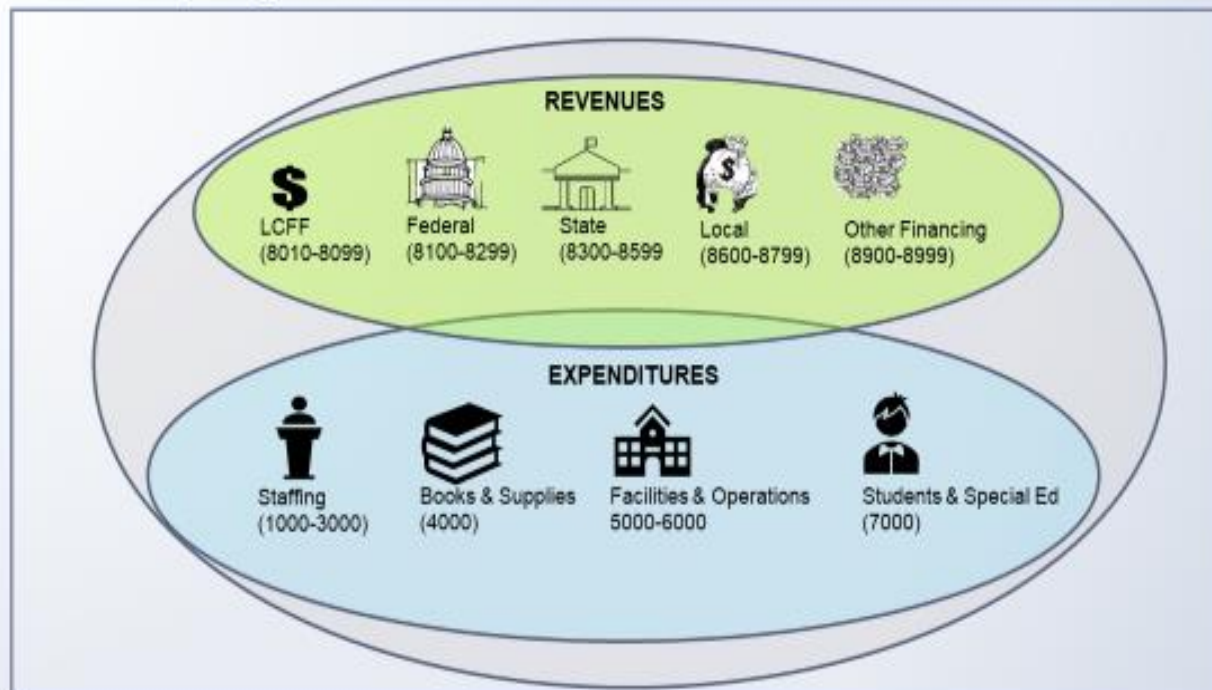 REVENUES
$
$
LCFF
(8010-8099)
Federal
(8100-8299)
State
(8300-8599
Local
(8600-8799)
Other Financing
(8900-8999)
EXPENDITURES
Staffing
(1000-3000)
Books & Supplies
(4000)
Facilities & Operations
5000-6000
Students & Special Ed
(7000)